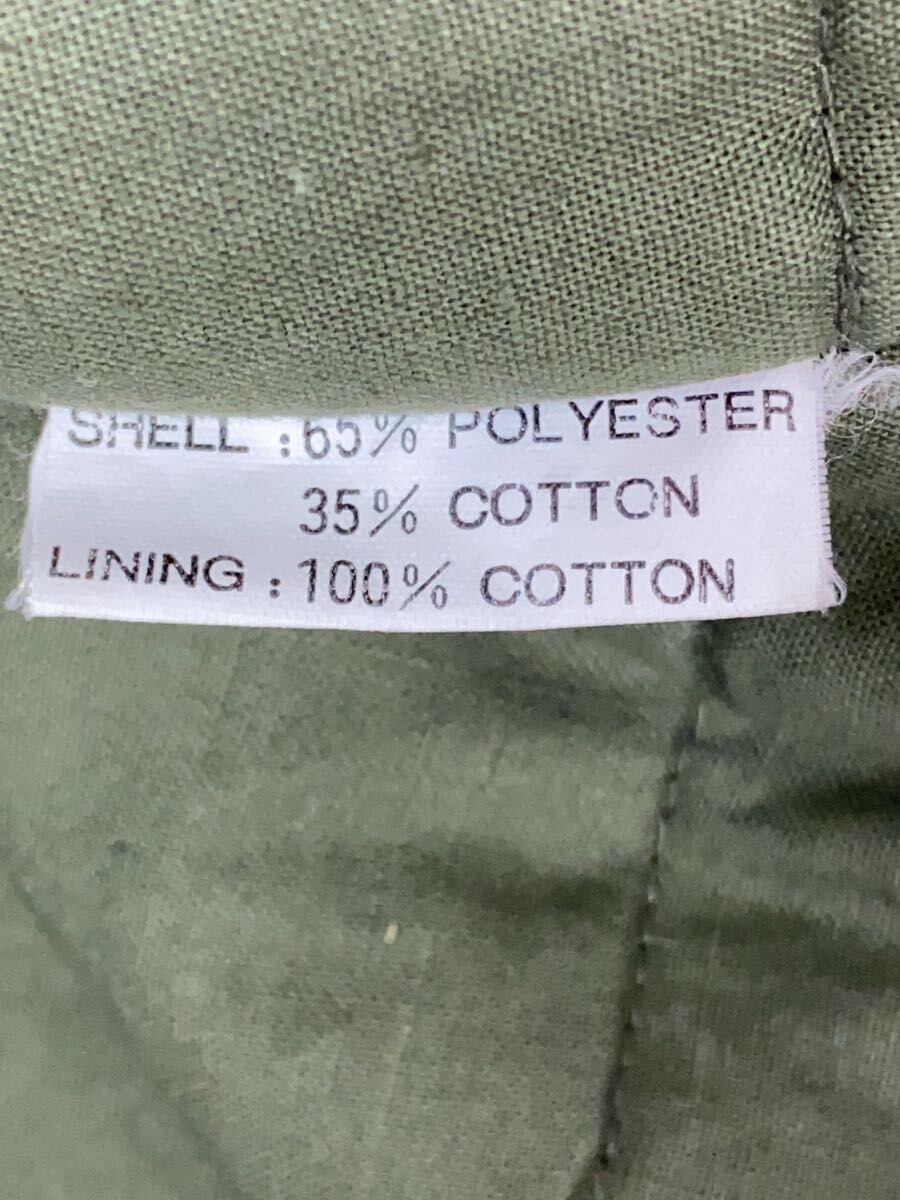 SHELL :65% POLYESTER
35% COTTON
LINING :100% COTTON